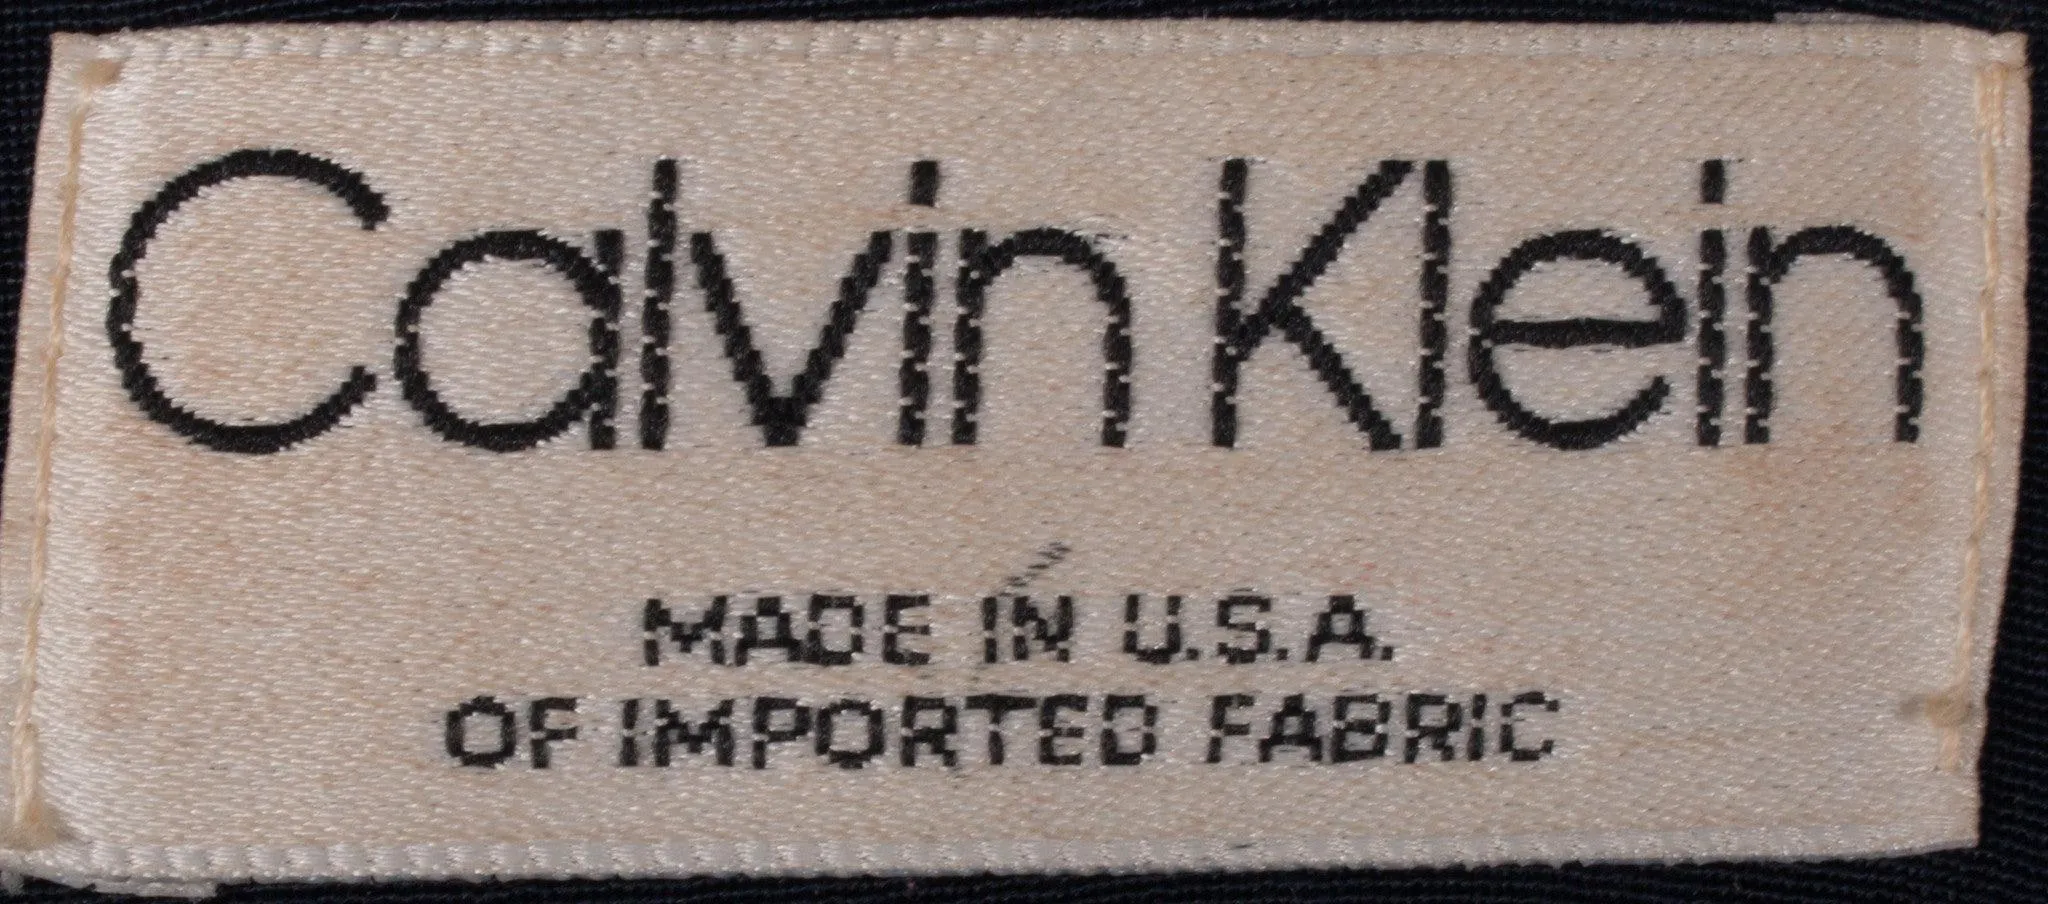 Calvin Klein
MADE IN U.S.A.
OF IMPORTED FABRIC